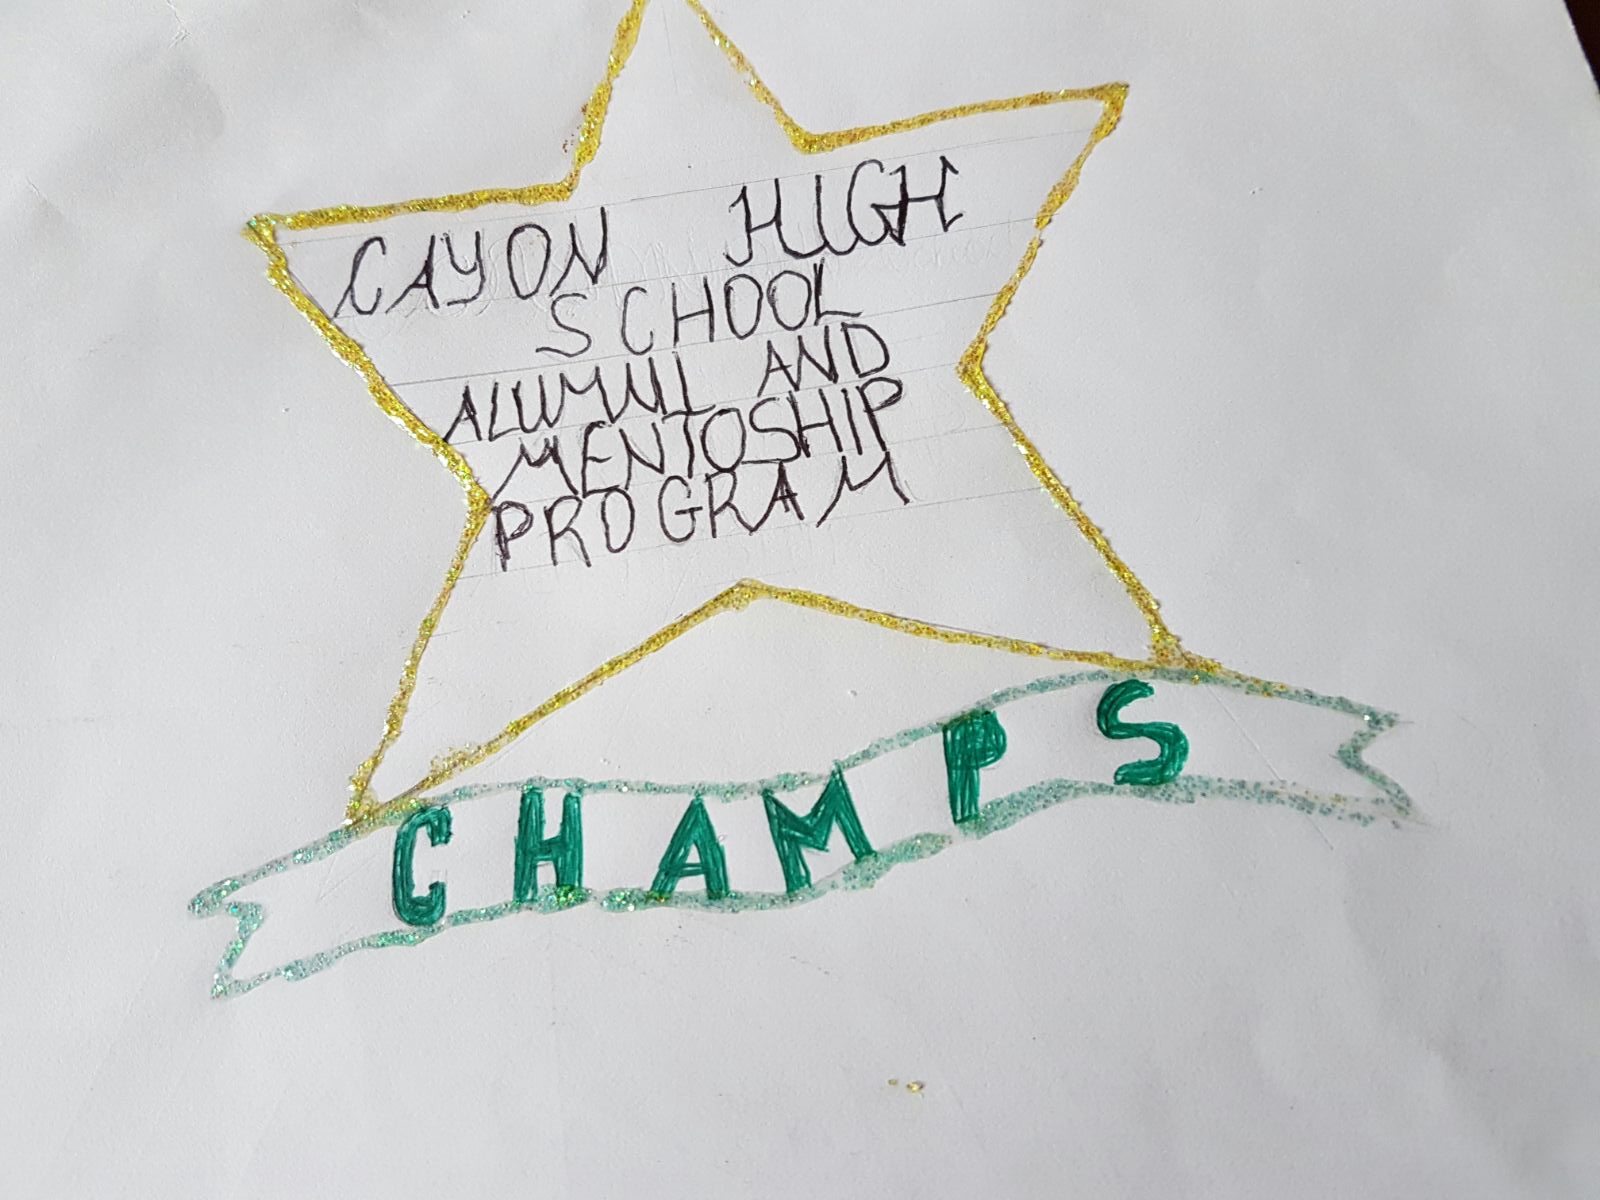 CAYON HIGH
SCHOOL
ALUMNI AND
MENTOSHIP
PROGRAM
CHAMPS